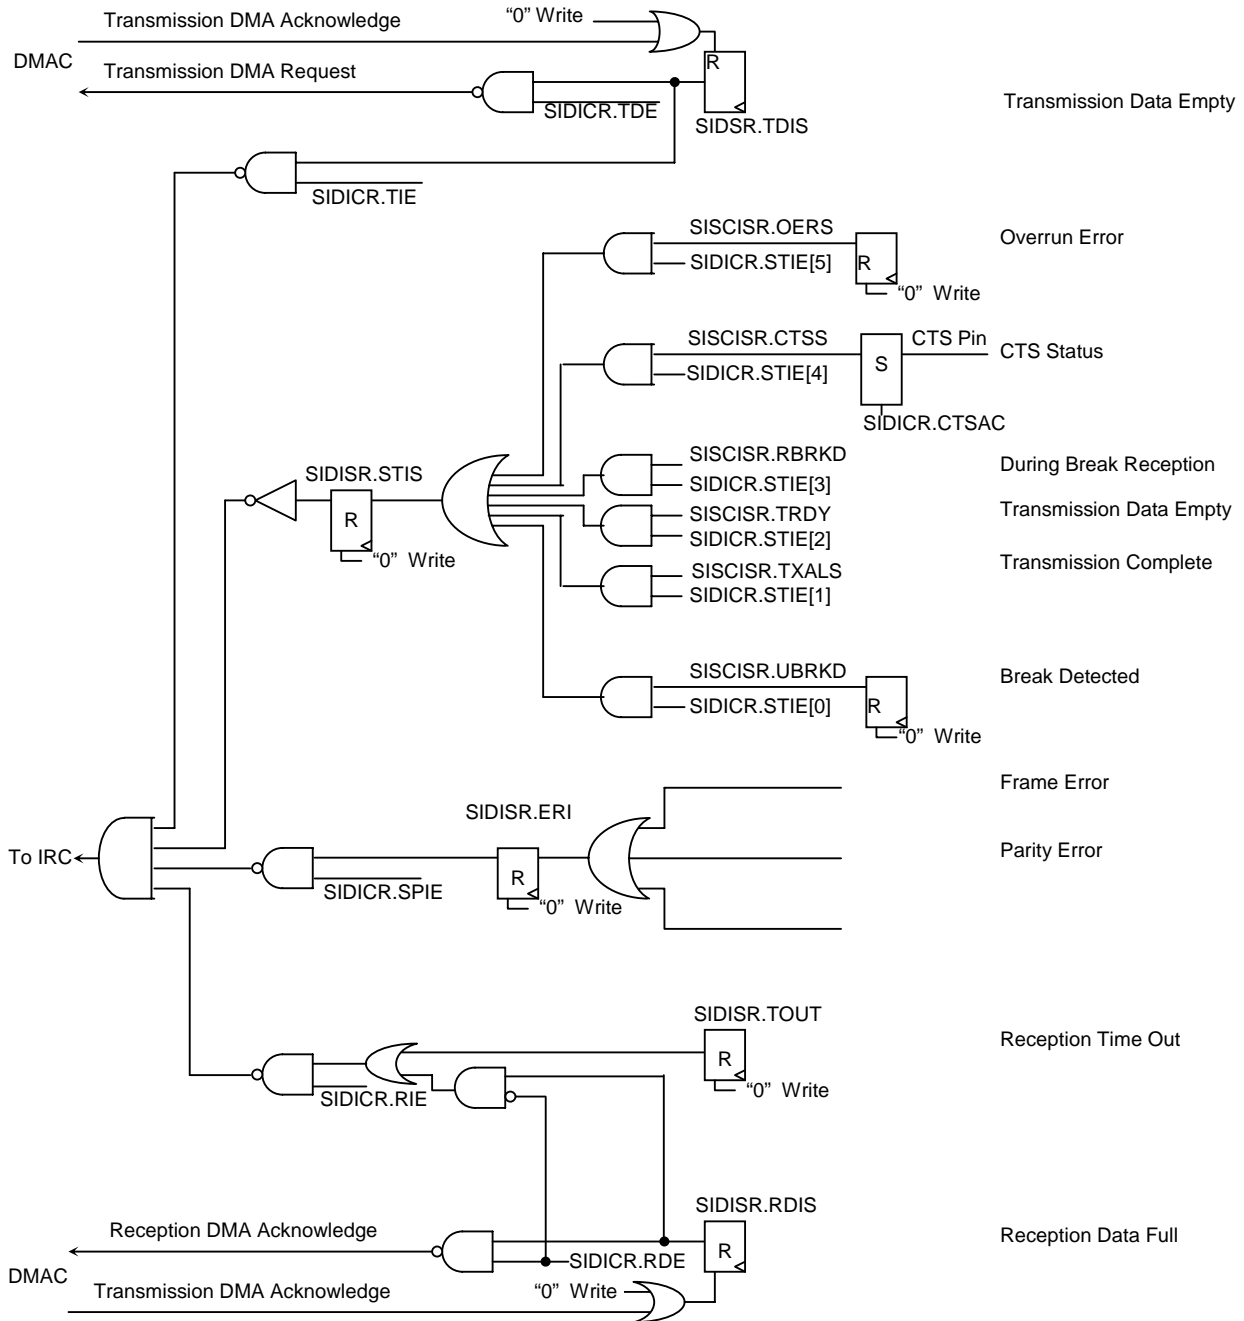 Transmission DMA Acknowledge
“0” Write
DMAC
Transmission DMA Request
R
SIDICR.TDE
SIDSR.TDIS
Transmission Data Empty
SIDICR.TIE
SISCISR.OERS
SIDICR.STIE[5]
R
“0” Write
Overrun Error
SISCISR.CTSS
SIDICR.STIE[4]
CTS Pin
S
CTS Status
SIDICR.CTSAC
SIDISR.STIS
R
“0” Write
SISCISR.RBRKD
SIDICR.STIE[3]
During Break Reception
SISCISR.TRDY
SIDICR.STIE[2]
Transmission Data Empty
SISCISR.TXALS
SIDICR.STIE[1]
Transmission Complete
SISCISR.UBRKD
SIDICR.STIE[0]
R
“0” Write
Break Detected
Frame Error
SIDISR.ERI
To IRC
Parity Error
SIDICR.SPIE
R
“0” Write
SIDISR.TOUT
R
“0” Write
Reception Time Out
SIDICR.RIE
SIDISR.RDIS
Reception DMA Acknowledge
R
Reception Data Full
SIDICR.RDE
DMAC
Transmission DMA Acknowledge
“0” Write